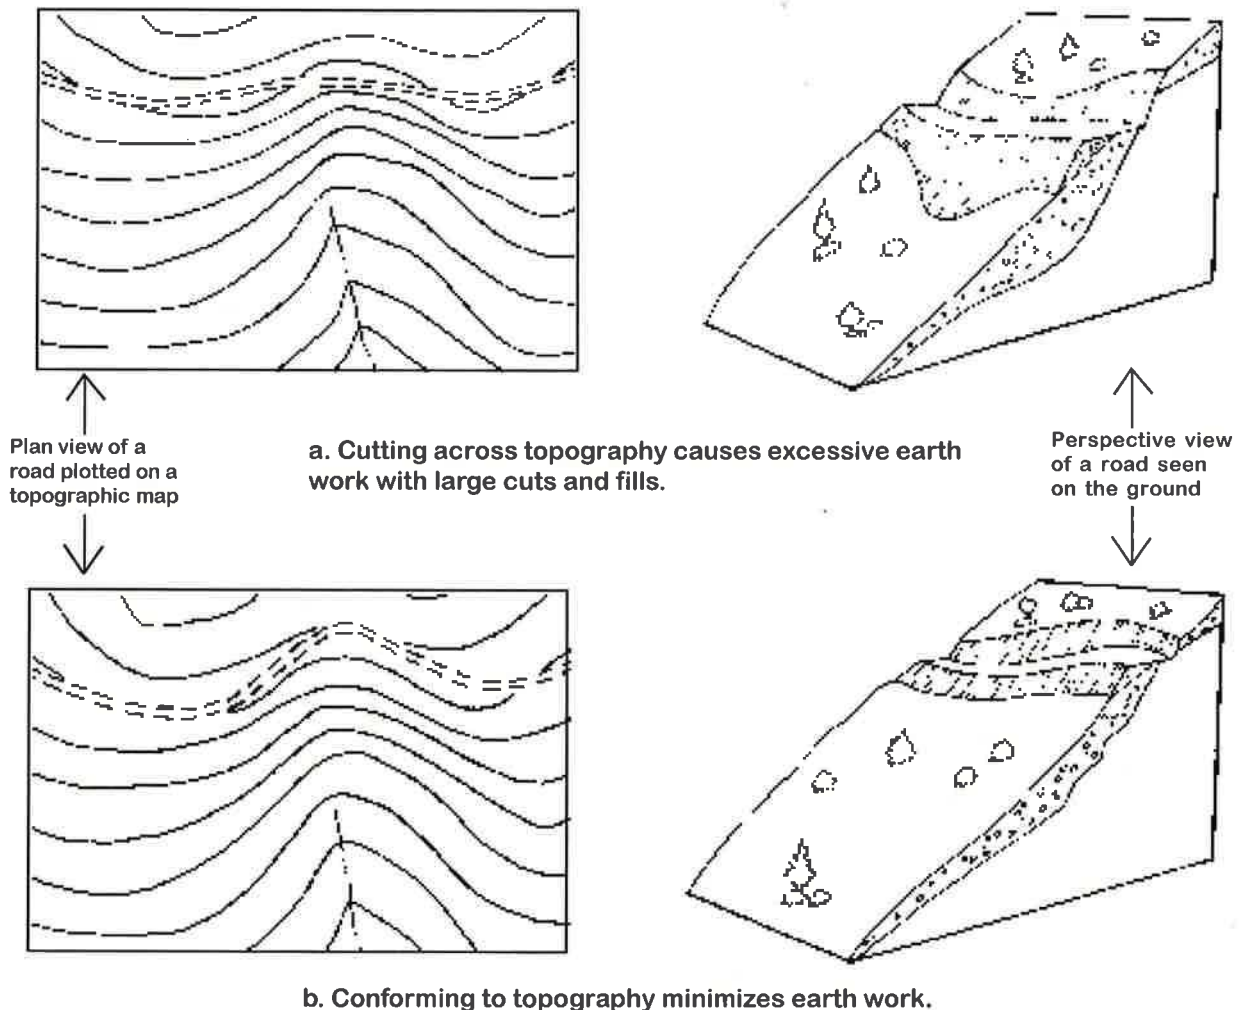 Plan view of a
road plotted on a
topographic map
a. Cutting across topography causes excessive earth
work with large cuts and fills.
Perspective view
of a road seen
on the ground
b. Conforming to topography minimizes earth work.